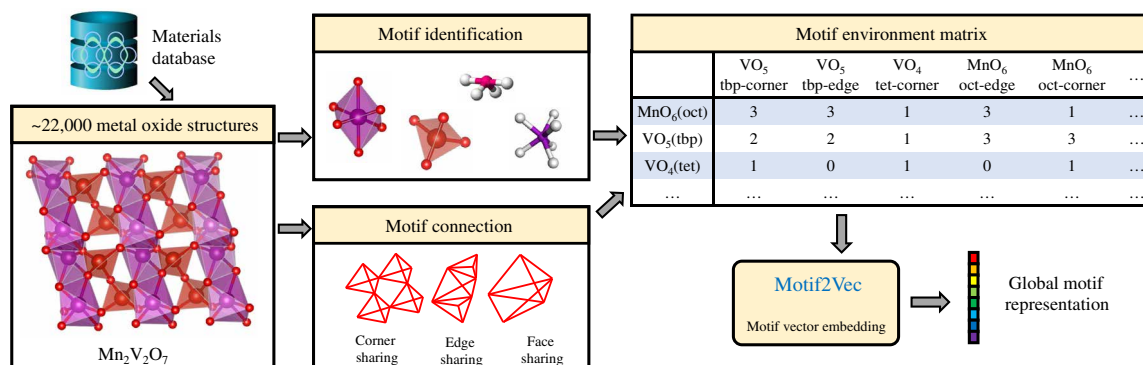 Materials
database
~22,000 metal oxide structures
Mn₂V₂O₇
Motif identification
Motif connection
Corner
sharing
Edge
sharing
Face
sharing
Motif environment matrix
VO₅ VO₅ VO₄ MnO₆ MnO₆
tbp-corner tbp-edge tet-corner oct-edge oct-corner …
MnO₆(oct) 3 3 1 3 1 …
VO₅(tbp) 2 2 1 3 3 …
VO₄(tet) 1 0 1 0 1 …
… … … … … … …
Motif2Vec
Motif vector embedding
Global motif
representation